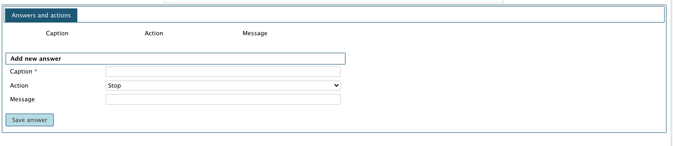 Answers and actions
Caption Action Message
Add new answer
Caption *
Action Stop
Message
Save answer